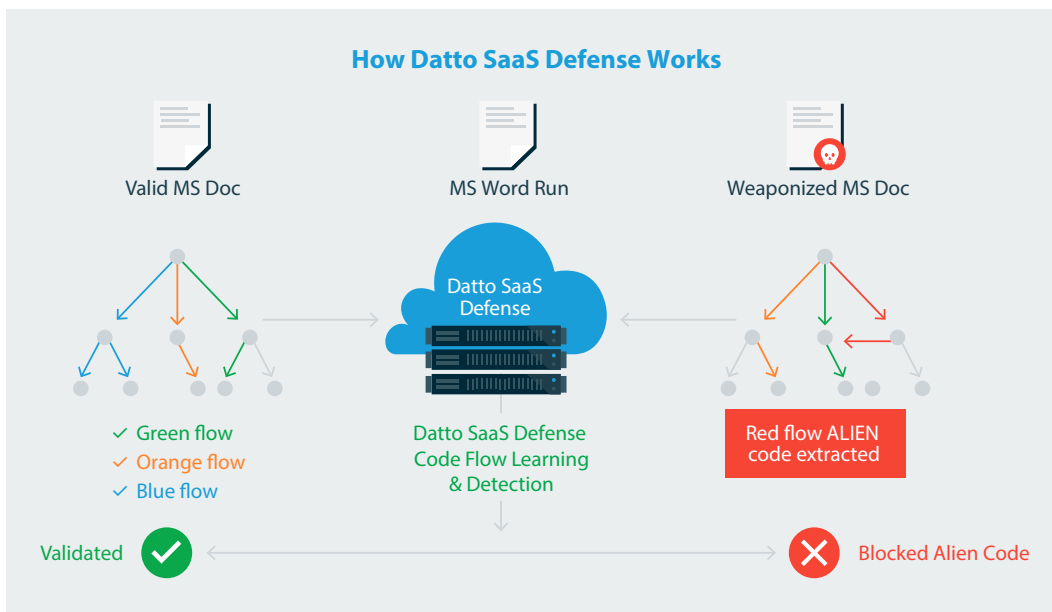 How Datto SaaS Defense Works
Valid MS Doc
MS Word Run
Weaponized MS Doc
Datto SaaS
Defense
Green flow
Orange flow
Blue flow
Datto SaaS Defense
Code Flow Learning
& Detection
Red flow ALIEN
code extracted
Validated
Blocked Alien Code